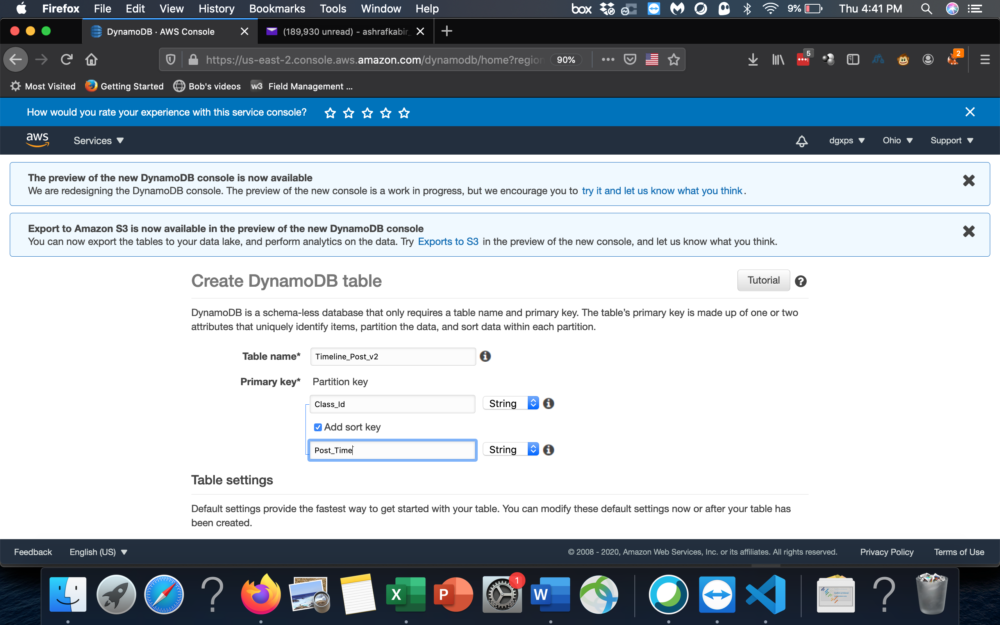 Firefox File Edit View History Bookmarks Tools Window Help box 9% Thu 4:41 PM
DynamoDB · AWS Console (189,930 unread) - ashrafkabir_
https://us-east-2.console.aws.amazon.com/dynamodb/home?region 90% 5 2
Most Visited Getting Started Bob's videos w3 Field Management ...
How would you rate your experience with this service console?
aws Services dgxps Ohio Support
The preview of the new DynamoDB console is now available
We are redesigning the DynamoDB console. The preview of the new console is a work in progress, but we encourage you to try it and let us know what you think.
Export to Amazon S3 is now available in the preview of the new DynamoDB console
You can now export the tables to your data lake, and perform analytics on the data. Try Exports to S3 in the preview of the new console, and let us know what you think.
Create DynamoDB table Tutorial ?
DynamoDB is a schema-less database that only requires a table name and primary key. The table's primary key is made up of one or two
attributes that uniquely identify items, partition the data, and sort data within each partition.
Table name* Timeline_Post_v2
Primary key* Partition key
Class_Id String
Add sort key
Post_Time String
Table settings
Default settings provide the fastest way to get started with your table. You can modify these default settings now or after your table has
been created.
Feedback English (US) © 2008 - 2020, Amazon Web Services, Inc. or its affiliates. All rights reserved. Privacy Policy Terms of Use
? X P 1 W ?